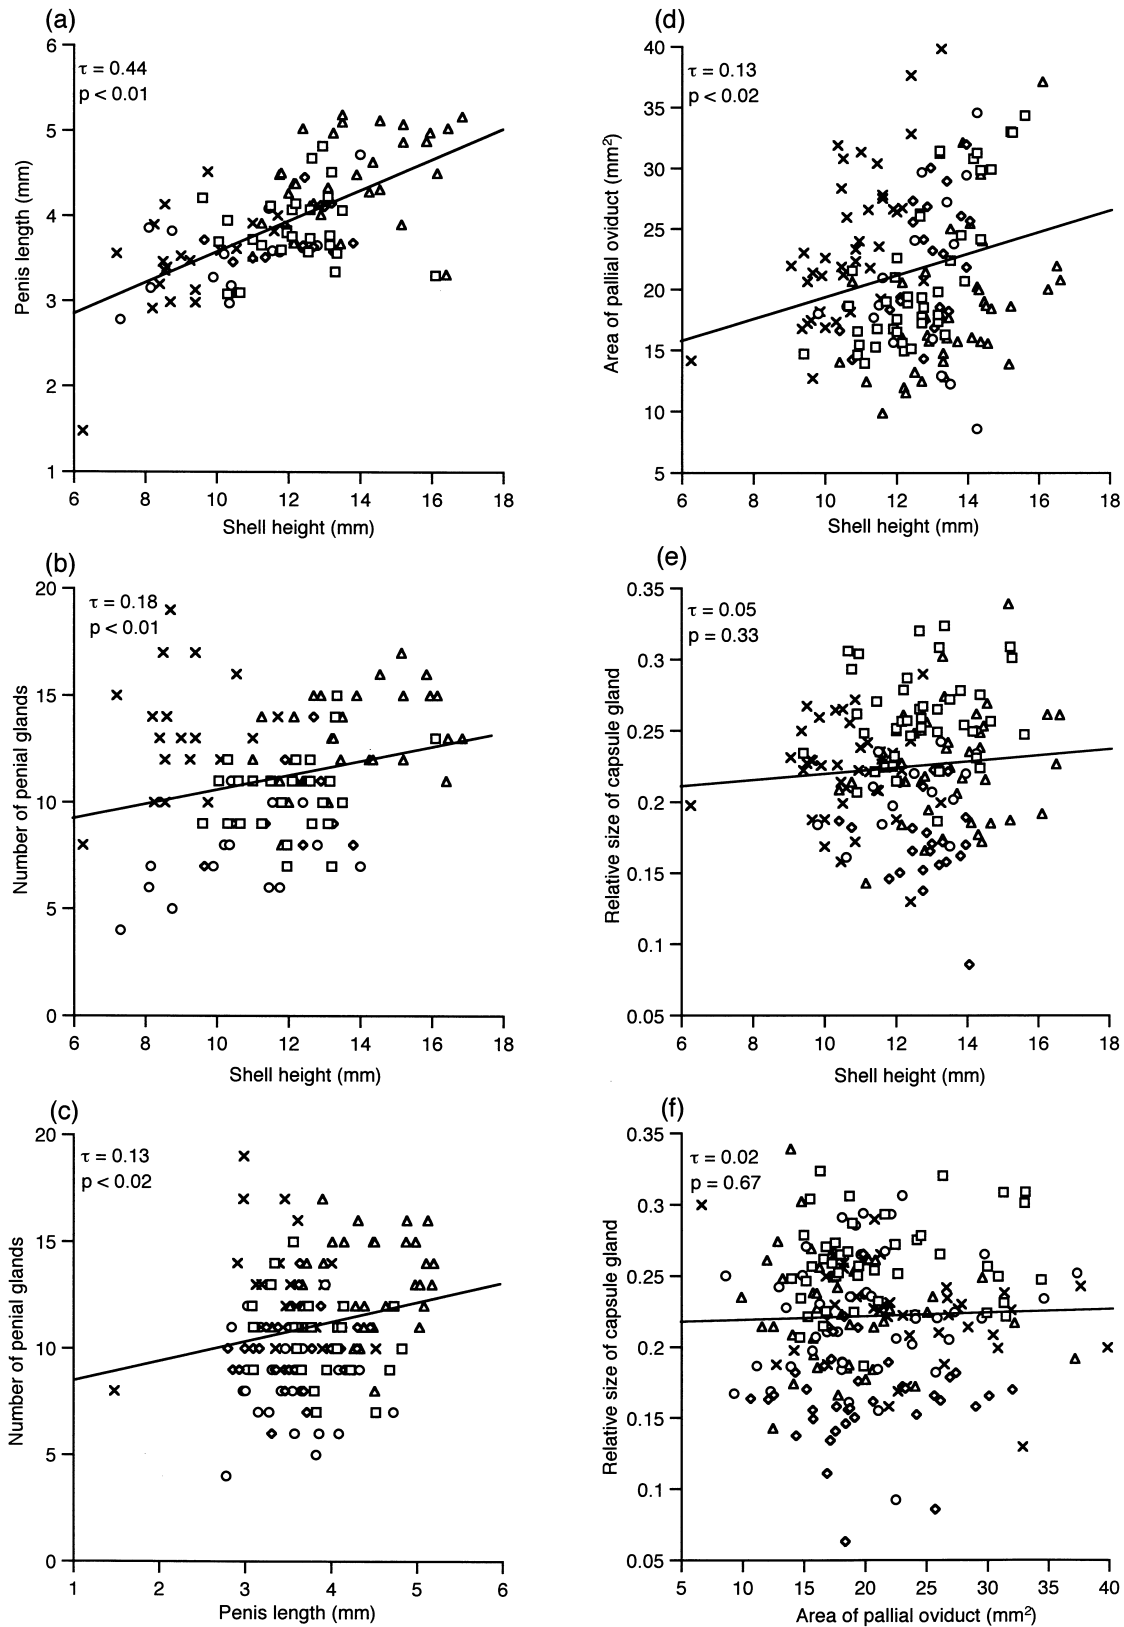 (a)
τ = 0.44
p < 0.01
6
5
4
3
2
1
Penis length (mm)
6 8 10 12 14 16 18
Shell height (mm)
(b)
τ = 0.18
p < 0.01
20
15
10
5
0
Number of penial glands
6 8 10 12 14 16 18
Shell height (mm)
(c)
τ = 0.13
p < 0.02
20
15
10
5
0
Number of penial glands
1 2 3 4 5 6
Penis length (mm)
(d)
τ = 0.13
p < 0.02
40
35
30
25
20
15
10
5
Area of pallial oviduct (mm²)
6 8 10 12 14 16 18
Shell height (mm)
(e)
τ = 0.05
p = 0.33
0.35
0.3
0.25
0.2
0.15
0.1
0.05
Relative size of capsule gland
6 8 10 12 14 16 18
Shell height (mm)
(f)
τ = 0.02
p = 0.67
0.35
0.3
0.25
0.2
0.15
0.1
0.05
Relative size of capsule gland
5 10 15 20 25 30 35 40
Area of pallial oviduct (mm²)